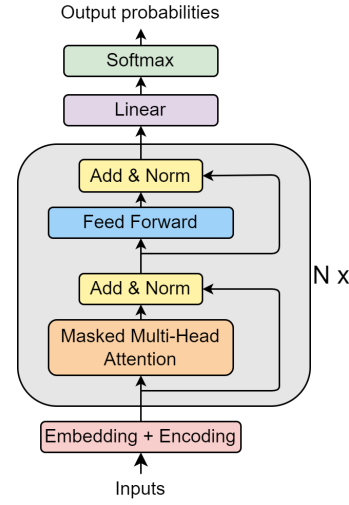 Output probabilities
Softmax
Linear
Add & Norm
Feed Forward
N x
Add & Norm
Masked Multi-Head
Attention
Embedding + Encoding
Inputs